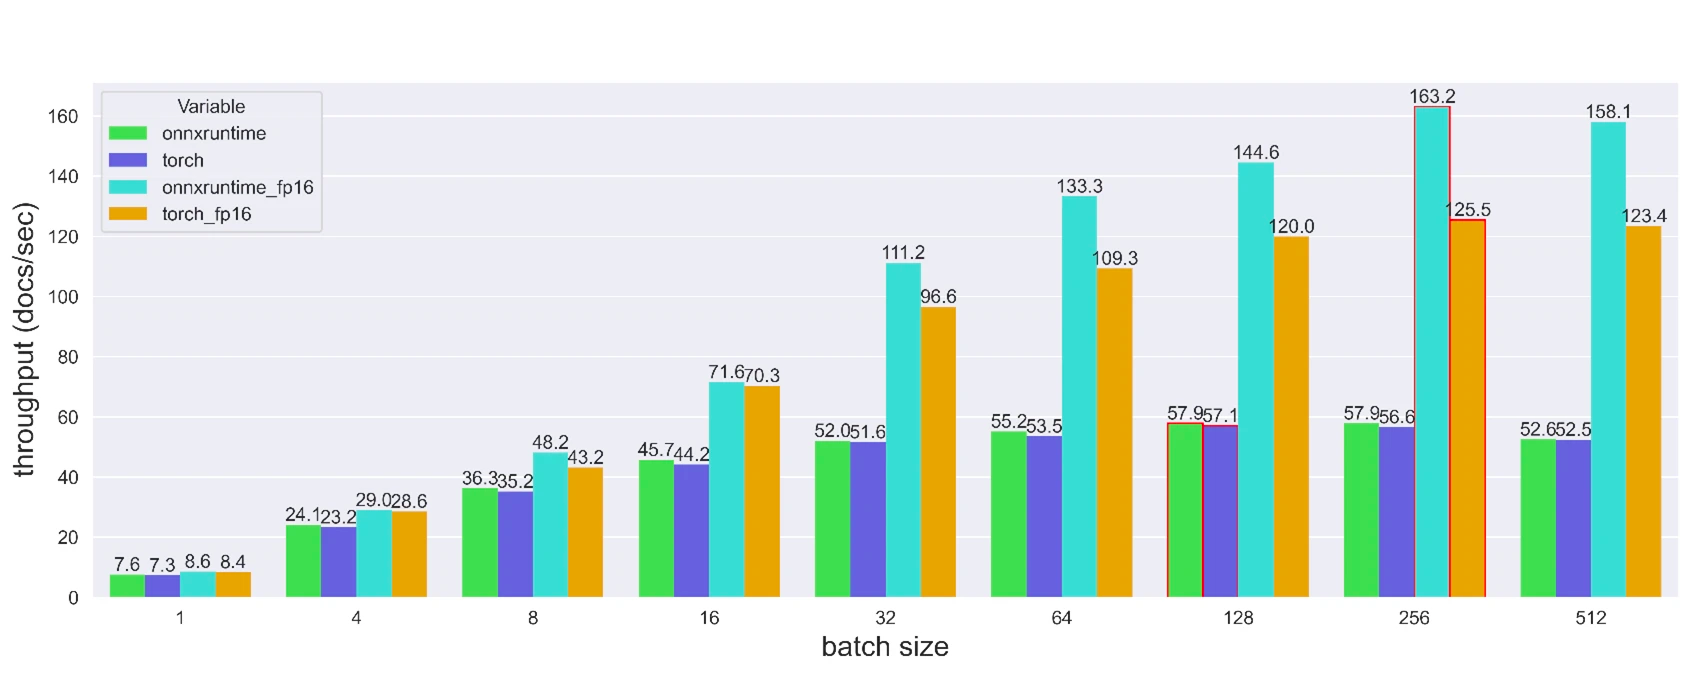 Variable
onnxruntime
torch
onnxruntime_fp16
torch_fp16
throughput (docs/sec)
160
140
120
100
80
60
40
20
0
7.6 7.3 8.6 8.4
24.1 23.2 29.0 28.6
36.3 35.2 48.2 43.2
45.7 44.2 71.6 70.3
52.0 51.6 111.2 96.6
55.2 53.5 133.3 109.3
57.9 57.1 144.6 120.0
57.9 56.6 163.2 125.5
52.6 52.5 158.1 123.4
1 4 8 16 32 64 128 256 512
batch size